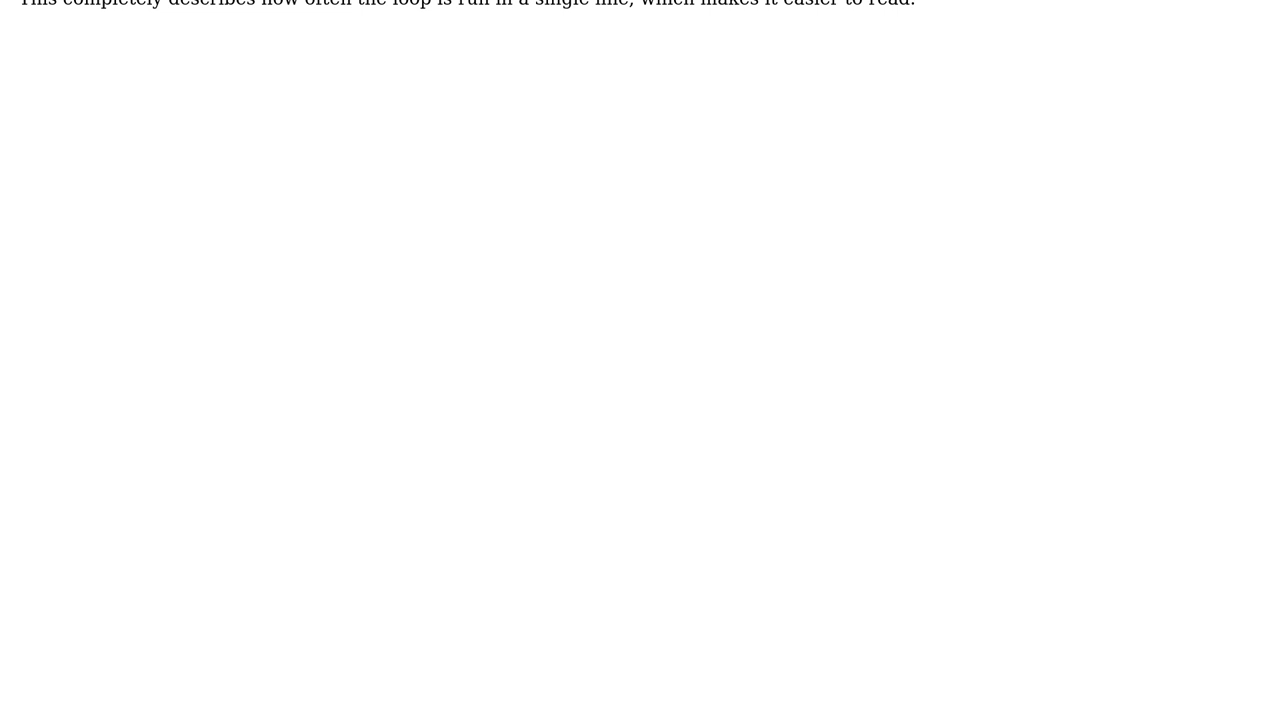 This completely describes how often the loop is run in a single line, which makes it easier to read.